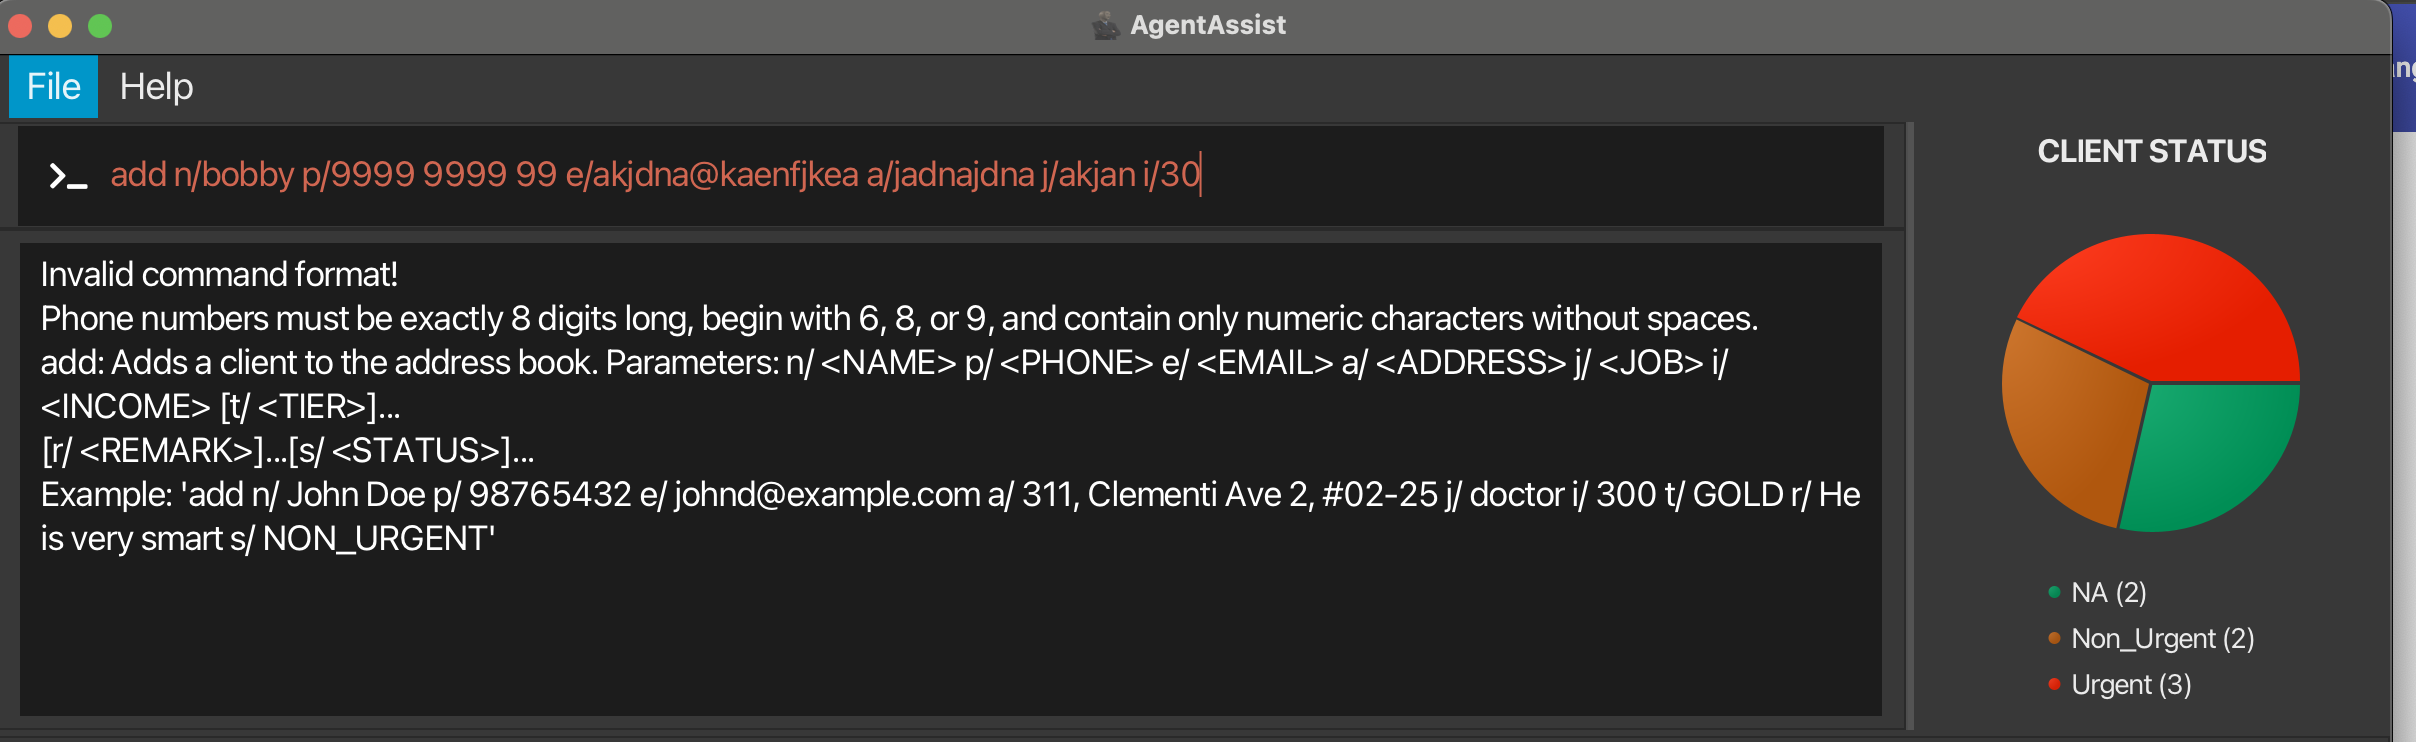 AgentAssist
File Help
add n/bobby p/9999 9999 99 e/akjdna@kaenfjkea a/jadnajdna j/akjan i/30
Invalid command format!
Phone numbers must be exactly 8 digits long, begin with 6, 8, or 9, and contain only numeric characters without spaces.
add: Adds a client to the address book. Parameters: n/ <NAME> p/ <PHONE> e/ <EMAIL> a/ <ADDRESS> j/ <JOB> i/
<INCOME> [t/ <TIER>]...
[r/ <REMARK>]...[s/ <STATUS>]...
Example: 'add n/ John Doe p/ 98765432 e/ johnd@example.com a/ 311, Clementi Ave 2, #02-25 j/ doctor i/ 300 t/ GOLD r/ He
is very smart s/ NON_URGENT'
CLIENT STATUS
NA (2)
Non_Urgent (2)
Urgent (3)